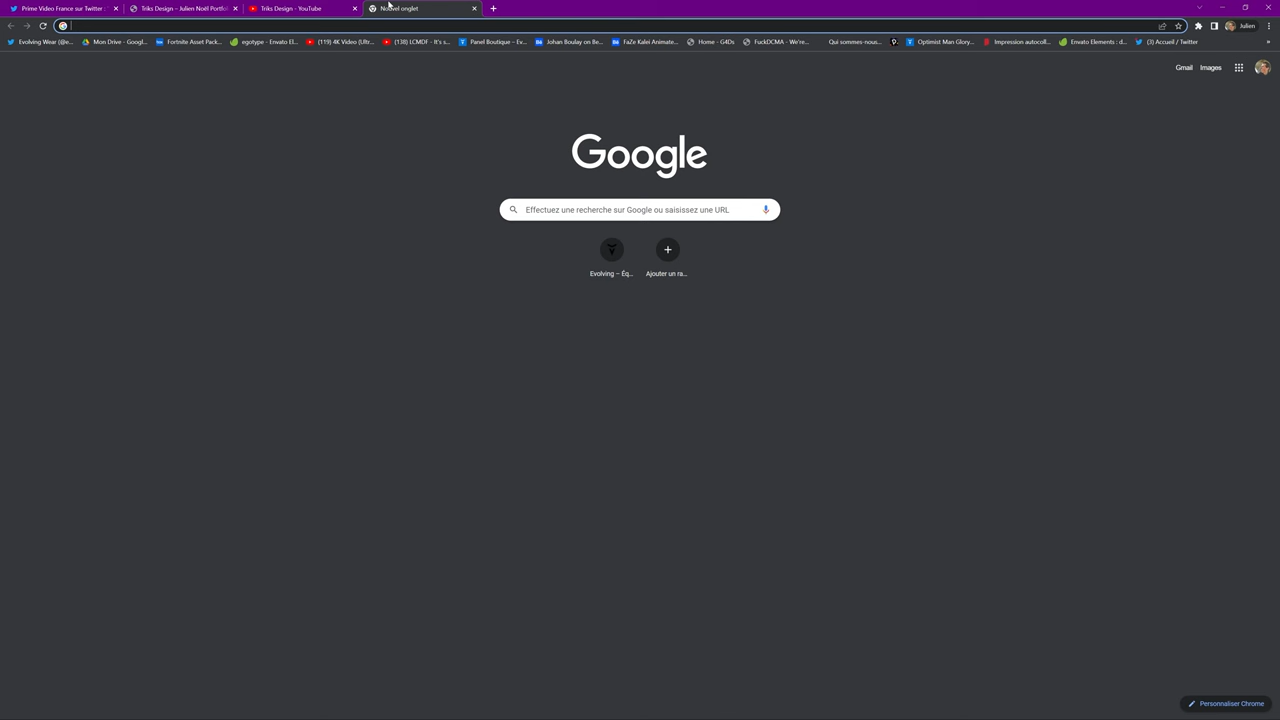 Prime Video France sur Twitter :
Triks Design – Julien Noël Portfo
Triks Design - YouTube
Nouvel onglet
Julien
Evolving Wear (@e...
Mon Drive - Googl...
Fortnite Asset Pack...
egotype - Envato El...
(119) 4K Video (Ultr...
(138) LCMDF - It's s...
Panel Boutique – Ev...
Johan Boulay on Be...
FaZe Kalei Animate...
Home - G4Ds
FuckDCMA - We're...
Qui sommes-nous...
Optimist Man Glory...
Impression autocoll...
Envato Elements : d...
(3) Accueil / Twitter
»
Gmail
Images
Google
Effectuez une recherche sur Google ou saisissez une URL
Evolving – Éq...
Ajouter un ra...
Personnaliser Chrome